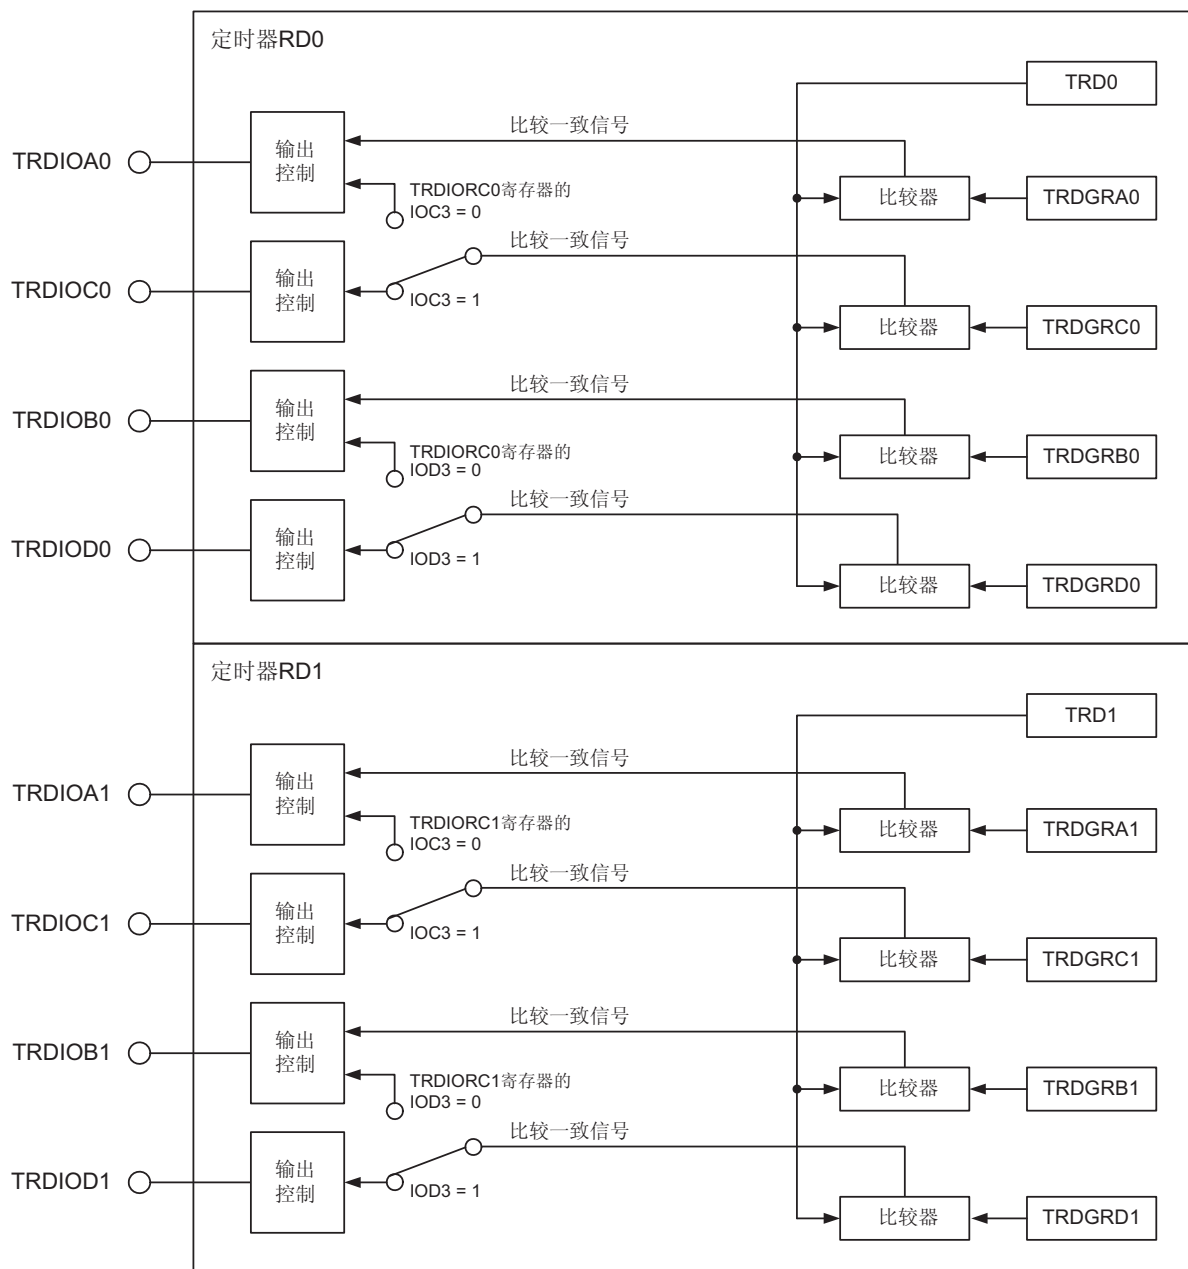 定时器RD0
TRD0
比较一致信号
TRDIOA0
输出
控制
TRDIORC0寄存器的
IOC3 = 0
比较器
TRDGRA0
比较一致信号
TRDIOC0
输出
控制
IOC3 = 1
比较器
TRDGRC0
比较一致信号
TRDIOB0
输出
控制
TRDIORC0寄存器的
IOD3 = 0
比较器
TRDGRB0
比较一致信号
TRDIOD0
输出
控制
IOD3 = 1
比较器
TRDGRD0
定时器RD1
TRD1
比较一致信号
TRDIOA1
输出
控制
TRDIORC1寄存器的
IOC3 = 0
比较器
TRDGRA1
比较一致信号
TRDIOC1
输出
控制
IOC3 = 1
比较器
TRDGRC1
比较一致信号
TRDIOB1
输出
控制
TRDIORC1寄存器的
IOD3 = 0
比较器
TRDGRB1
比较一致信号
TRDIOD1
输出
控制
IOD3 = 1
比较器
TRDGRD1